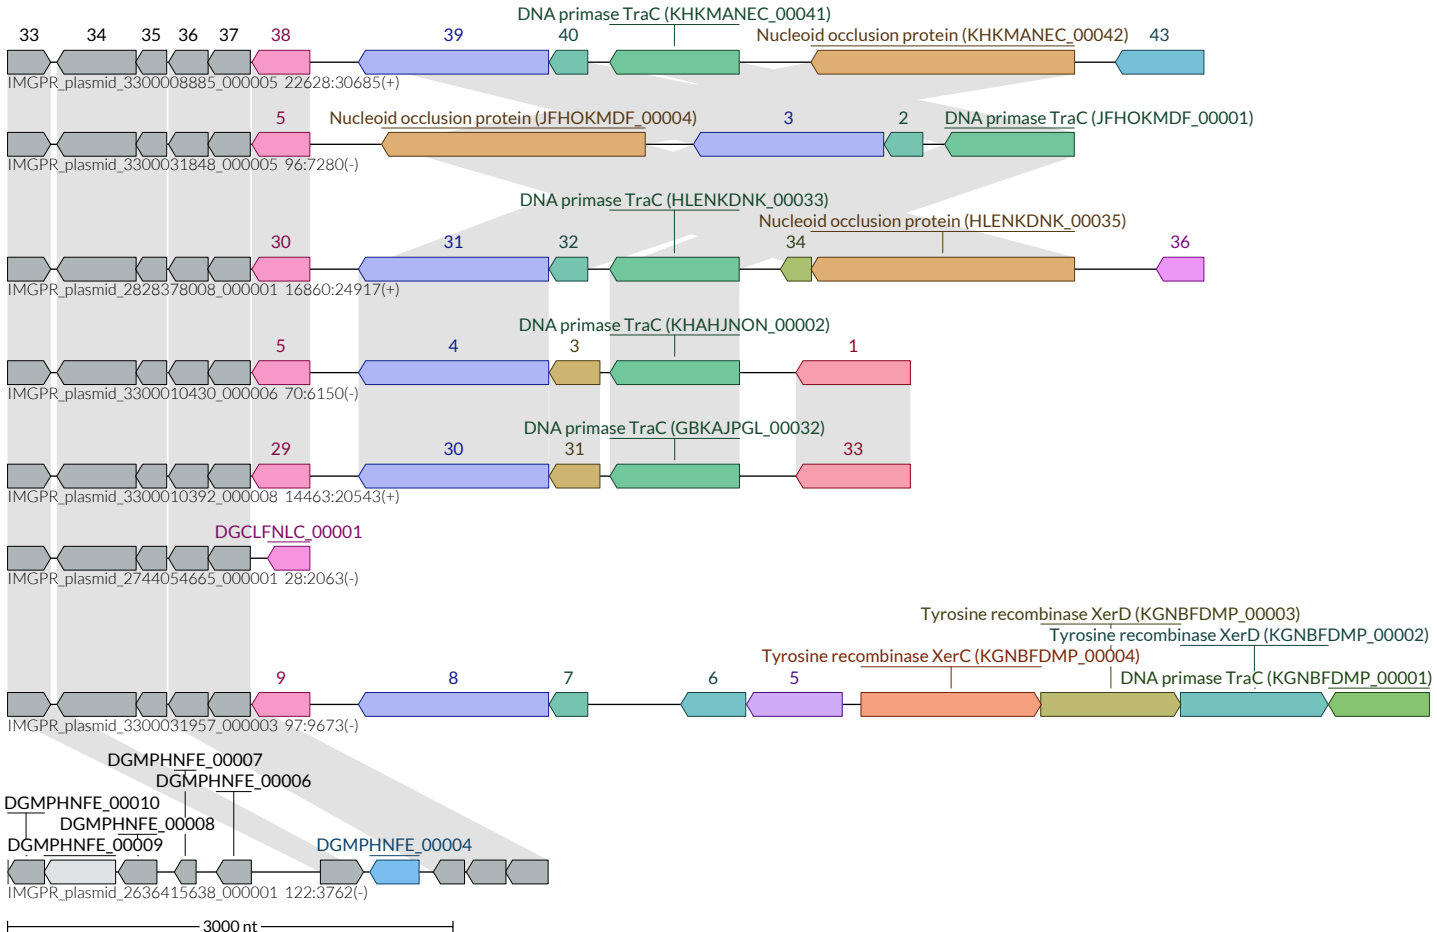 DNA primase TraC (KHKMANEC_00041)
33 34 35 36 37 38 39 40 Nucleoid occlusion protein (KHKMANEC_00042) 43
IMGPR_plasmid_3300008885_000005 22628:30685(+)
5 Nucleoid occlusion protein (JFHOKMDF_00004) 3 2 DNA primase TraC (JFHOKMDF_00001)
IMGPR_plasmid_3300031848_000005 96:7280(-)
DNA primase TraC (HLENKDNK_00033)
Nucleoid occlusion protein (HLENKDNK_00035)
30 31 32 34 36
IMGPR_plasmid_2828378008_000001 16860:24917(+)
DNA primase TraC (KHAHJNON_00002)
5 4 3 1
IMGPR_plasmid_3300010430_000006 70:6150(-)
DNA primase TraC (GBKAJPGL_00032)
29 30 31 33
IMGPR_plasmid_3300010392_000008 14463:20543(+)
DGCLFNLC_00001
IMGPR_plasmid_2744054665_000001 28:2063(-)
Tyrosine recombinase XerD (KGNBFDMP_00003)
Tyrosine recombinase XerD (KGNBFDMP_00002)
Tyrosine recombinase XerC (KGNBFDMP_00004)
9 8 7 6 5 DNA primase TraC (KGNBFDMP_00001)
IMGPR_plasmid_3300031957_000003 97:9673(-)
DGMPHNFE_00007
DGMPHNFE_00006
DGMPHNFE_00010
DGMPHNFE_00008
DGMPHNFE_00009 DGMPHNFE_00004
IMGPR_plasmid_2636415638_000001 122:3762(-)
3000 nt